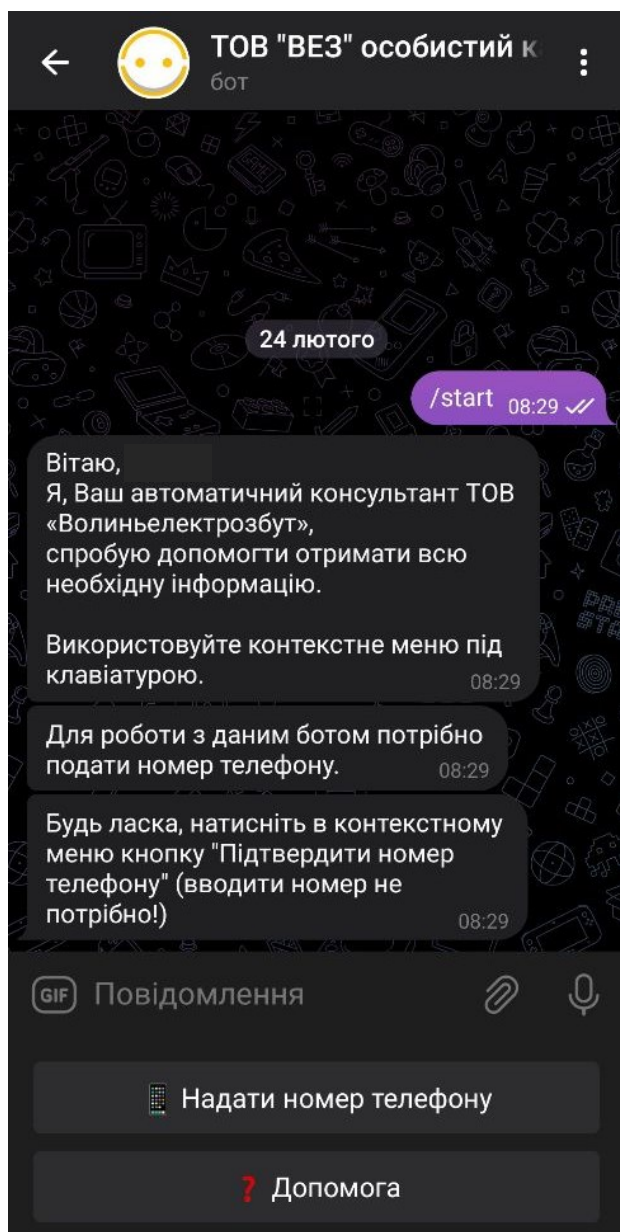 ТОВ "ВЕЗ" особистий к
бот
24 лютого
/start 08:29
Вітаю,
Я, Ваш автоматичний консультант ТОВ
«Волиньелектрозбут»,
спробую допомогти отримати всю
необхідну інформацію.
Використовуйте контекстне меню під
клавіатурою. 08:29
Для роботи з даним ботом потрібно
подати номер телефону. 08:29
Будь ласка, натисніть в контекстному
меню кнопку "Підтвердити номер
телефону" (вводити номер не
потрібно!) 08:29
GIF Повідомлення
Надати номер телефону
❓ Допомога